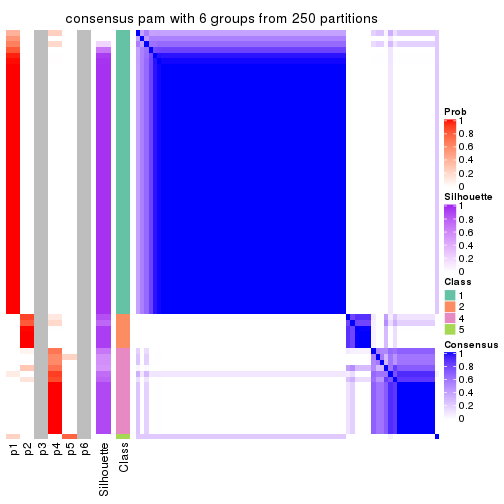 consensus pam with 6 groups from 250 partitions
Prob
1
0.8
0.6
0.4
0.2
0
Silhouette
1
0.8
0.6
0.4
0.2
0
Class
1
2
4
5
Consensus
1
0.8
0.6
0.4
0.2
0
p1
p2
p3
p4
p5
p6
Silhouette
Class